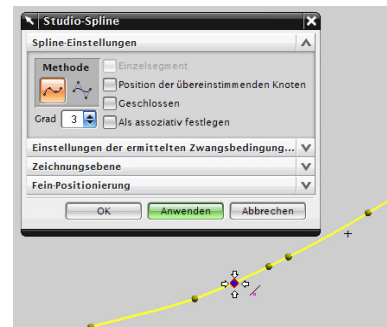 Studio-Spline
Spline-Einstellungen
Methode
Einzelsegment
Position der übereinstimmenden Knoten
Geschlossen
Grad 3
Als assoziativ festlegen
Einstellungen der ermittelten Zwangsbedingung...
Zeichnungsebene
Fein-Positionierung
OK Anwenden Abbrechen